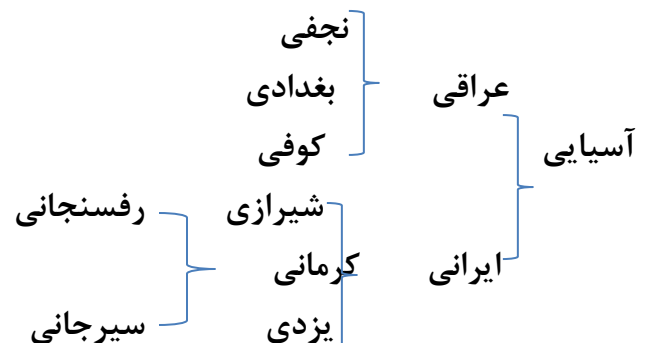 نجفی
عراقی بغدادی
آسیایی کوفی
شیرازی رفسنجانی
ایرانی کرمانی
یزدی سیرجانی